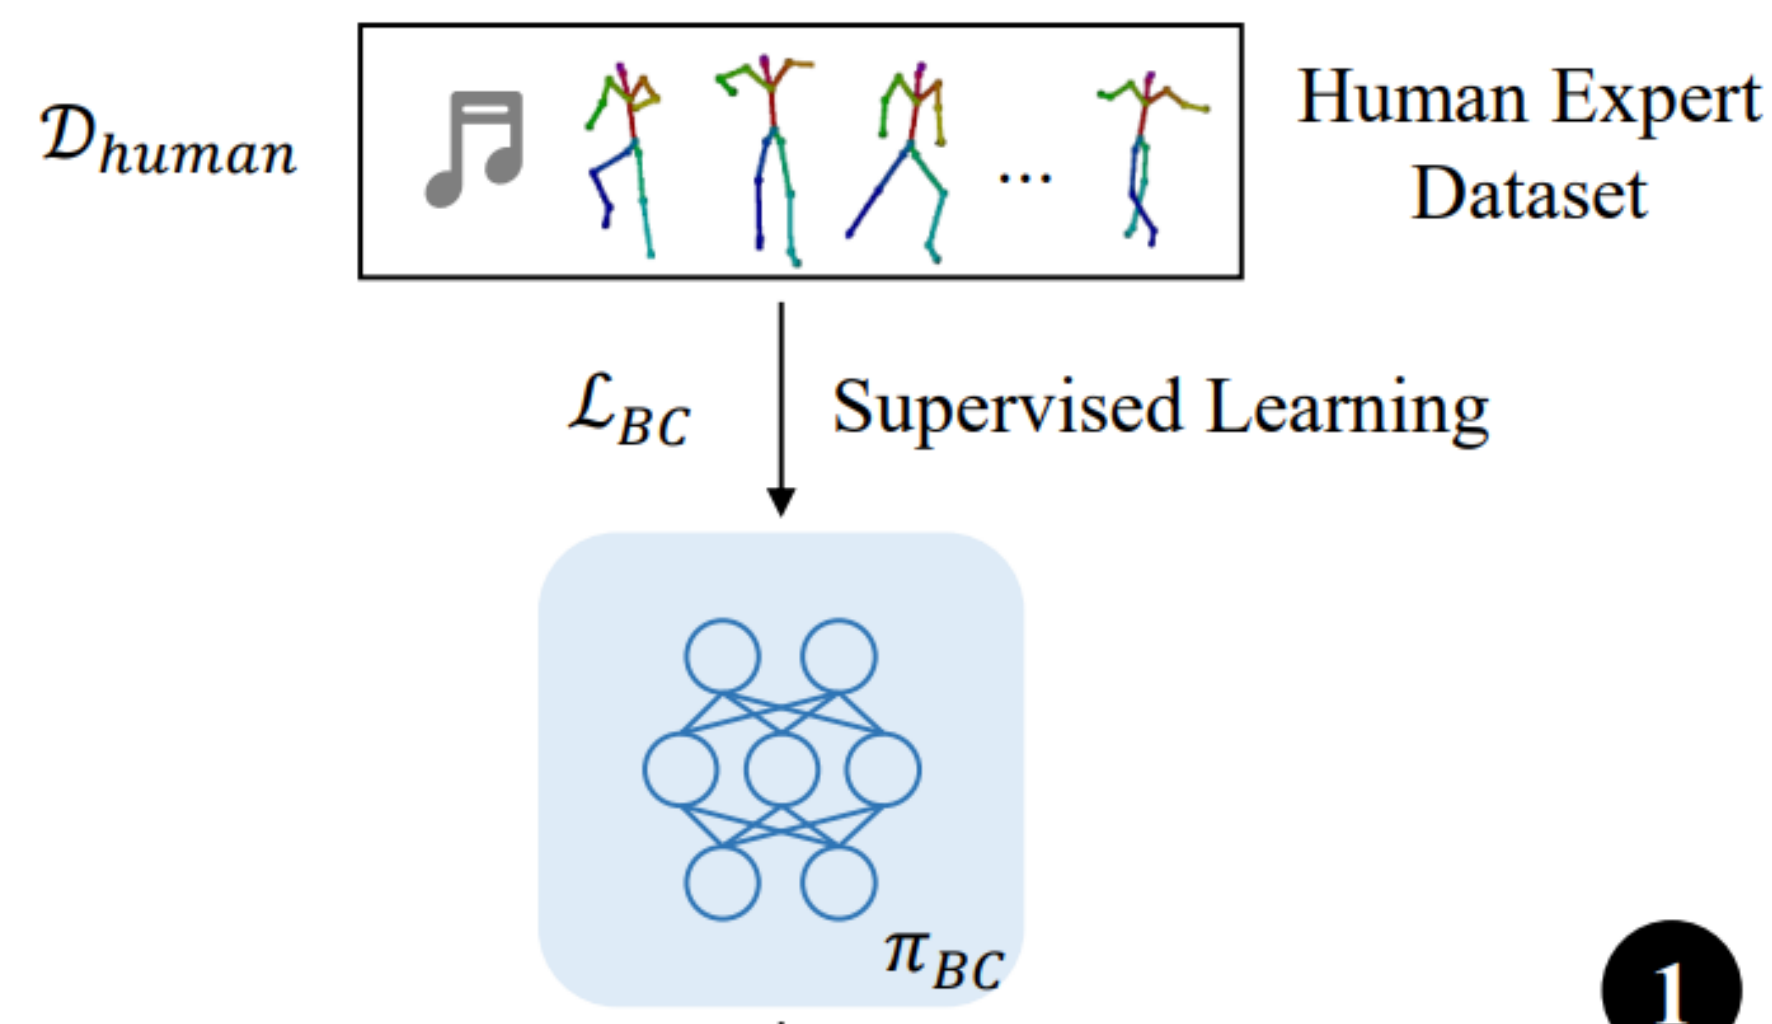 𝒟human
...
Human Expert
Dataset
ℒBC
Supervised Learning
πBC
1